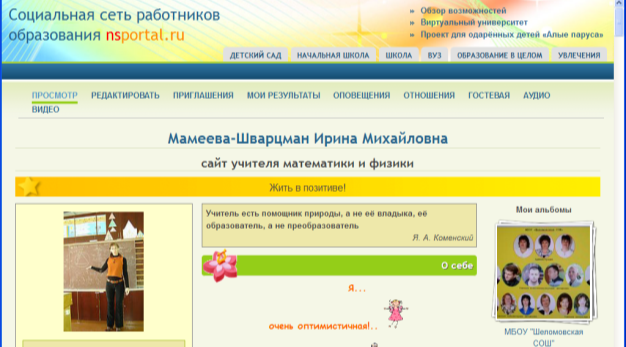 Социальная сеть работников
образования nsportal.ru
» Обзор возможностей
» Виртуальный университет
» Проект для одарённых детей «Алые паруса»
ДЕТСКИЙ САД НАЧАЛЬНАЯ ШКОЛА ШКОЛА ВУЗ ОБРАЗОВАНИЕ В ЦЕЛОМ УВЛЕЧЕНИЯ
ПРОСМОТР РЕДАКТИРОВАТЬ ПРИГЛАШЕНИЯ МОИ РЕЗУЛЬТАТЫ ОПОВЕЩЕНИЯ ОТНОШЕНИЯ ГОСТЕВАЯ АУДИО
ВИДЕО
Мамеева-Шварцман Ирина Михайловна
сайт учителя математики и физики
Жить в позитиве!
Учитель есть помощник природы, а не её владыка, её
образователь, а не преобразователь
Я. А. Коменский
О себе
Я...
очень оптимистичная!..
Мои альбомы
МБОУ "Шеломовская
СОШ"